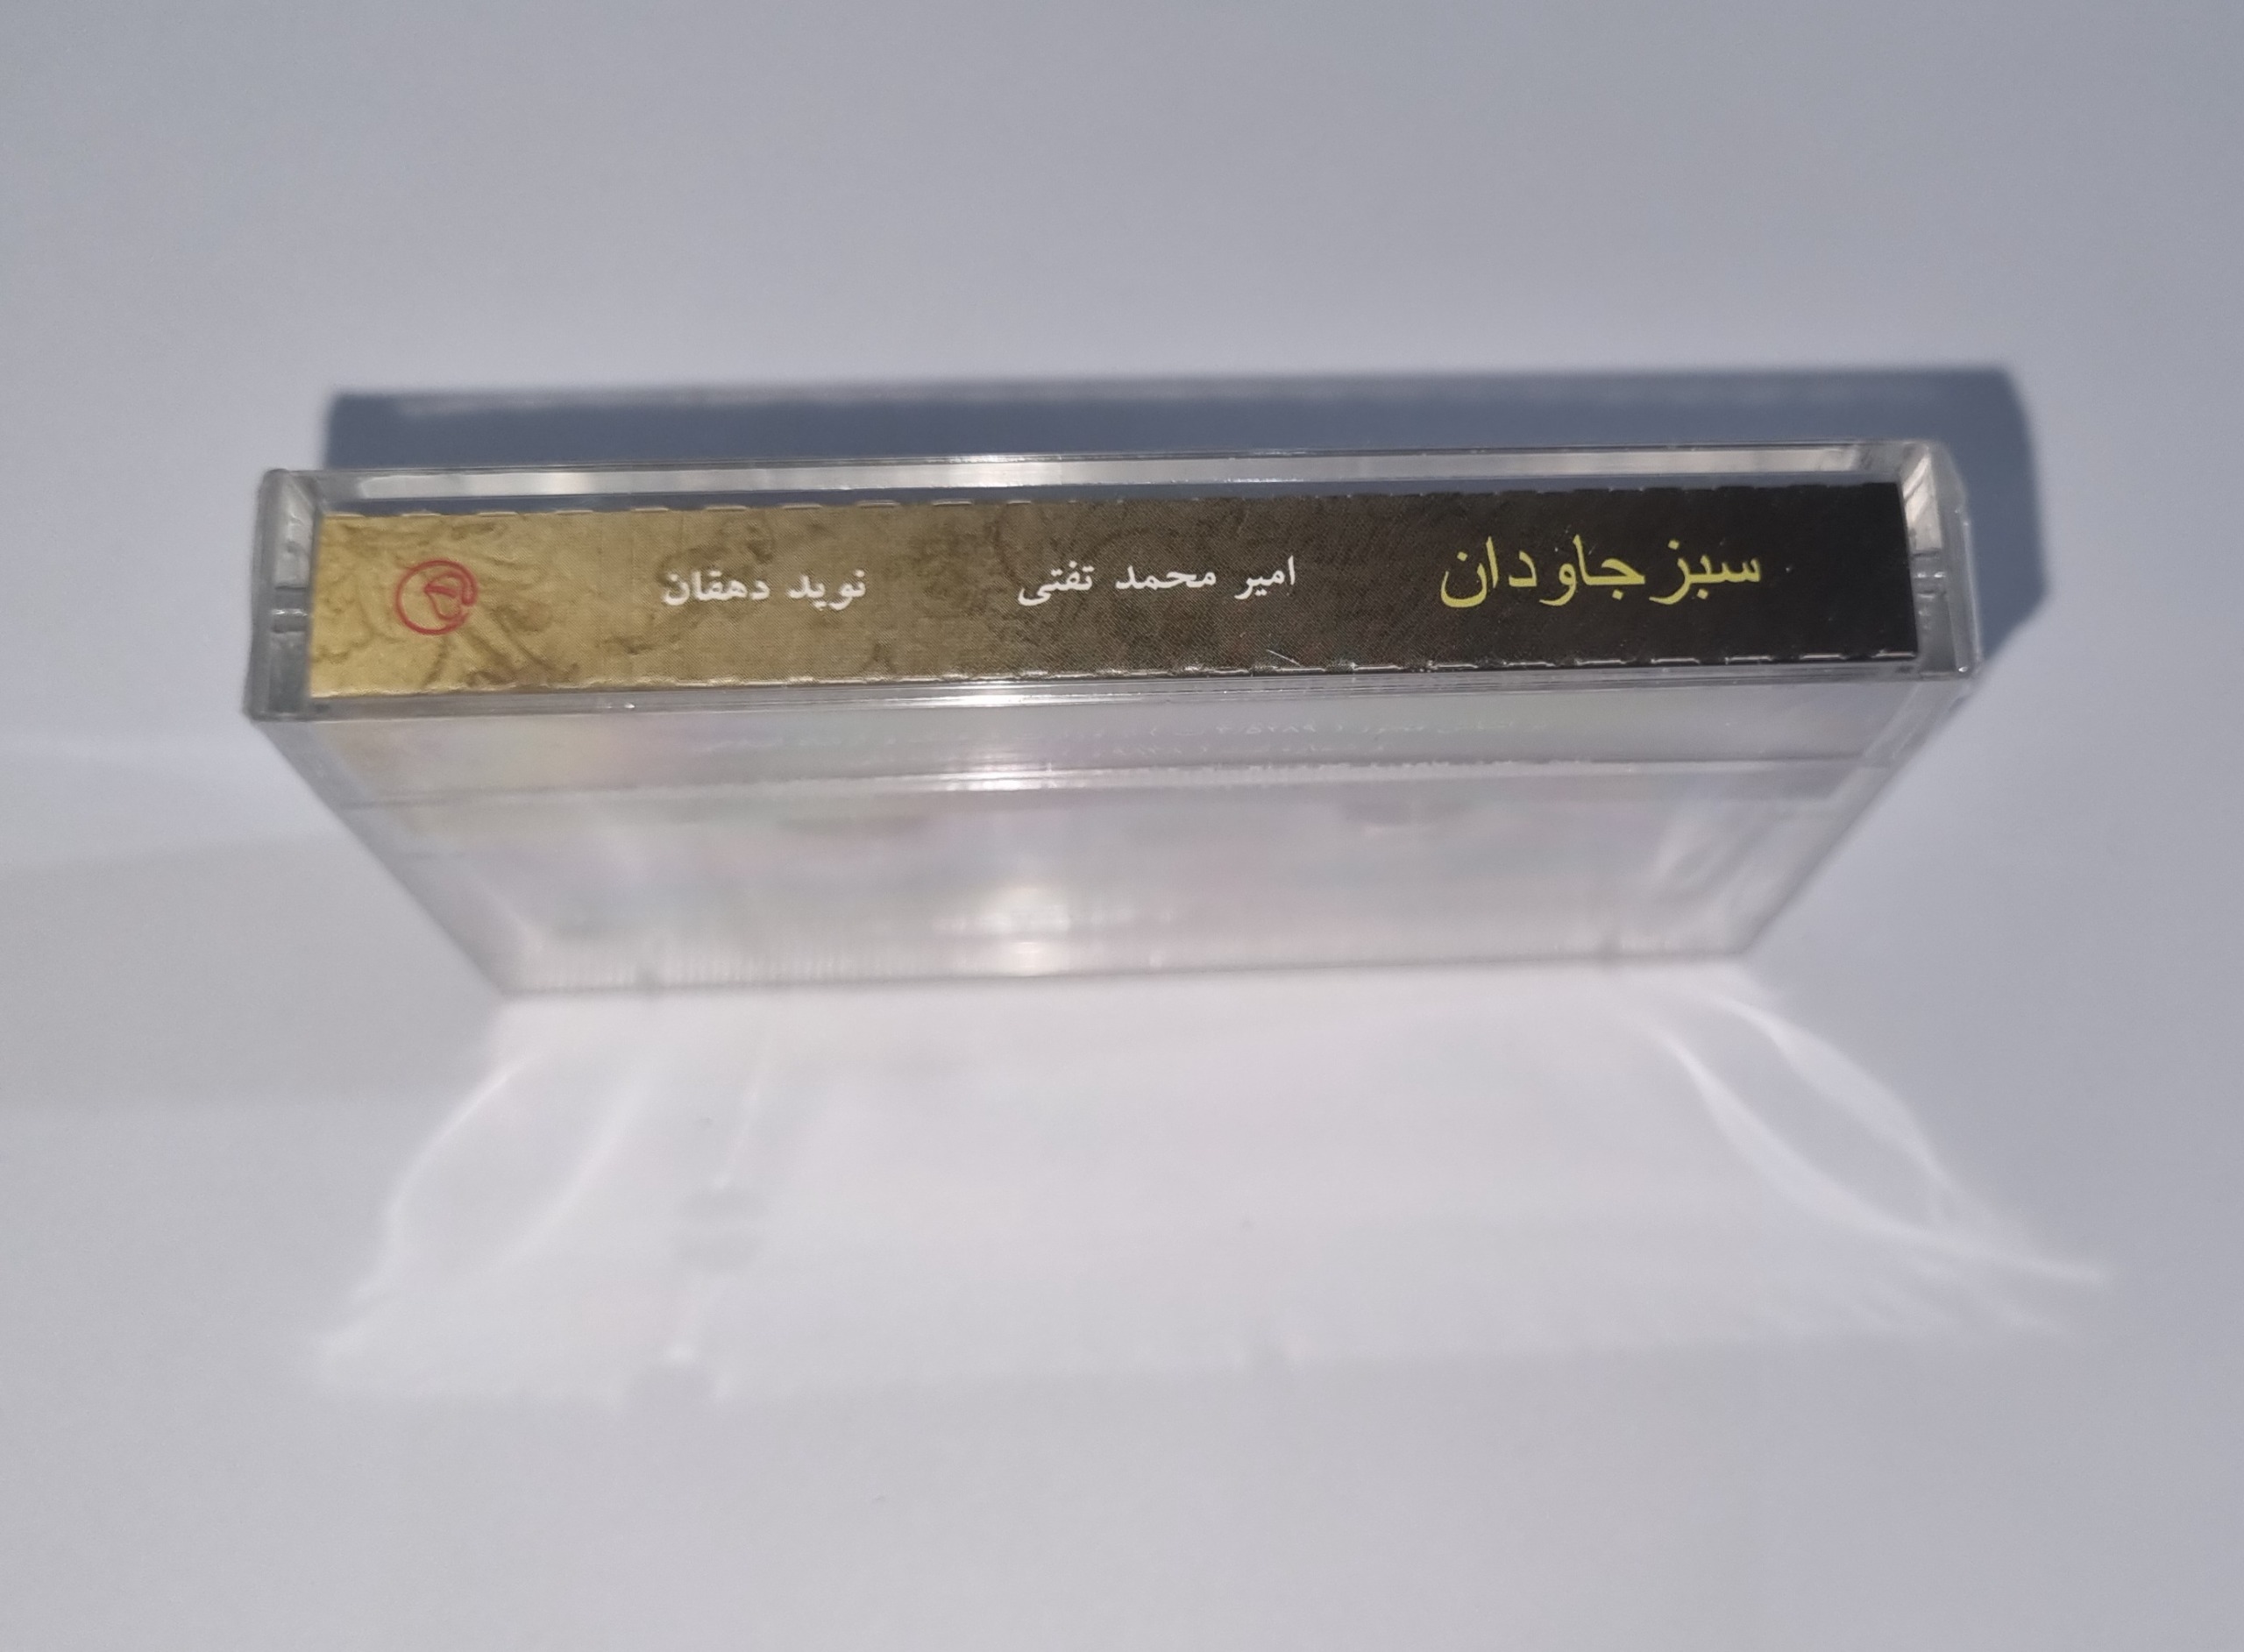 سبز جاودان
امیر محمد تفتی
نوید دهقان